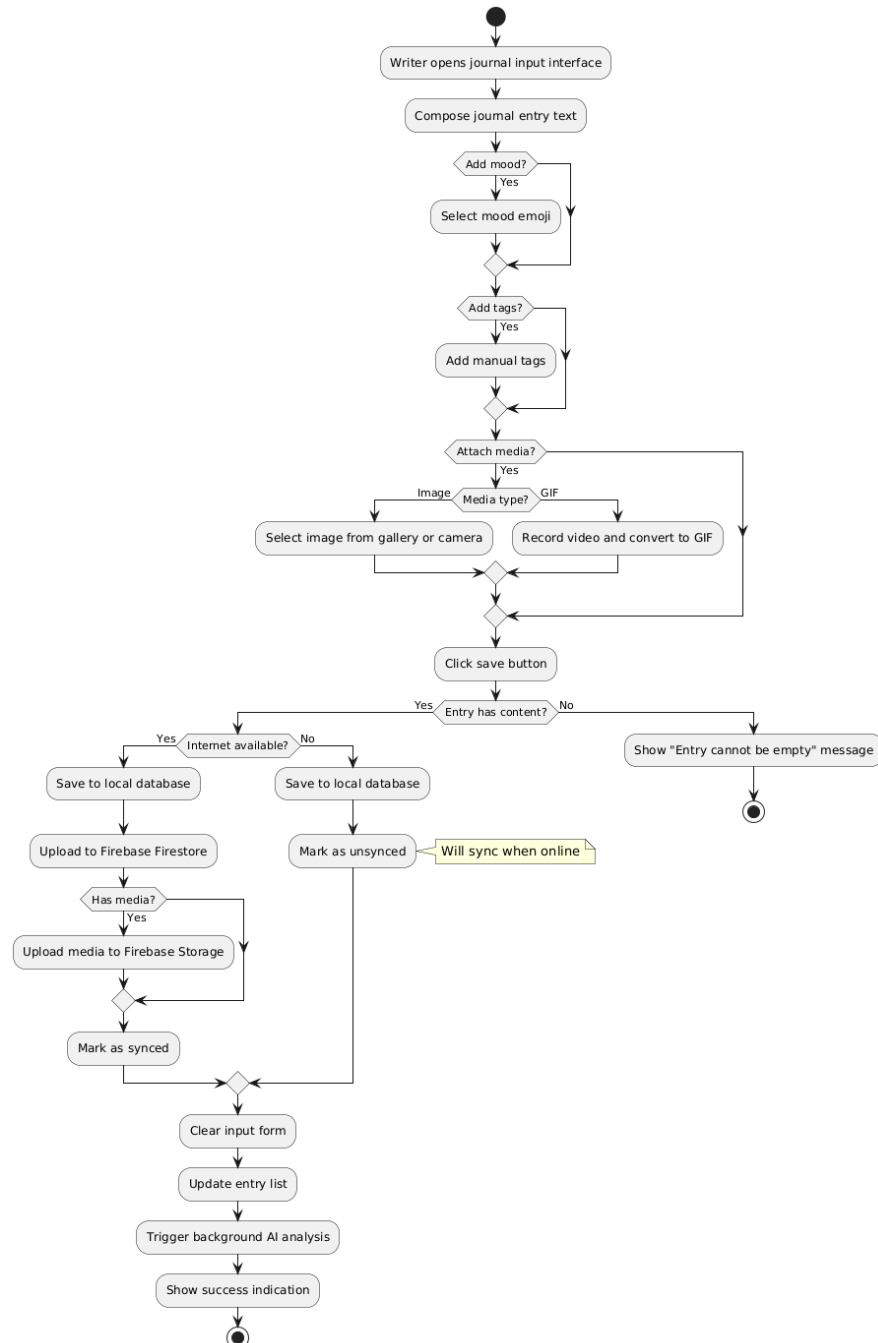 Writer opens journal input interface
Compose journal entry text
Add mood?
Yes
Select mood emoji
Add tags?
Yes
Add manual tags
Attach media?
Yes
Image
Media type?
GIF
Select image from gallery or camera
Record video and convert to GIF
Click save button
Yes
Entry has content?
No
Yes
Internet available?
No
Show "Entry cannot be empty" message
Save to local database
Save to local database
Upload to Firebase Firestore
Mark as unsynced
Will sync when online
Has media?
Yes
Upload media to Firebase Storage
Mark as synced
Clear input form
Update entry list
Trigger background AI analysis
Show success indication